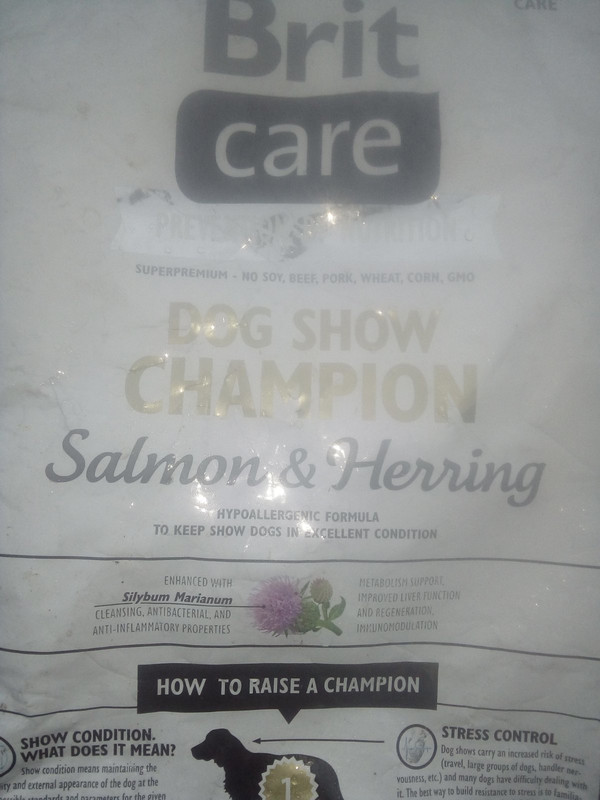 CARE
Brit
care
PREVENTIVE NUTRITION
SUPERPREMIUM - NO SOY, BEEF, PORK, WHEAT, CORN, GMO
DOG SHOW
CHAMPION
Salmon & Herring
HYPOALLERGENIC FORMULA
TO KEEP SHOW DOGS IN EXCELLENT CONDITION
ENHANCED WITH
Silybum Marianum
CLEANSING, ANTIBACTERIAL, AND
ANTI-INFLAMMATORY PROPERTIES
METABOLISM SUPPORT,
IMPROVED LIVER FUNCTION
AND REGENERATION,
IMMUNOMODULATION
HOW TO RAISE A CHAMPION
SHOW CONDITION.
WHAT DOES IT MEAN?
Show condition means maintaining the
and external appearance of the dog at the
standards and parameters for the given
1
STRESS CONTROL
Dog shows carry an increased risk of stress
(travel, large groups of dogs, handler ner-
vousness, etc.) and many dogs have difficulty dealing with
it. The best way to build resistance to stress is to